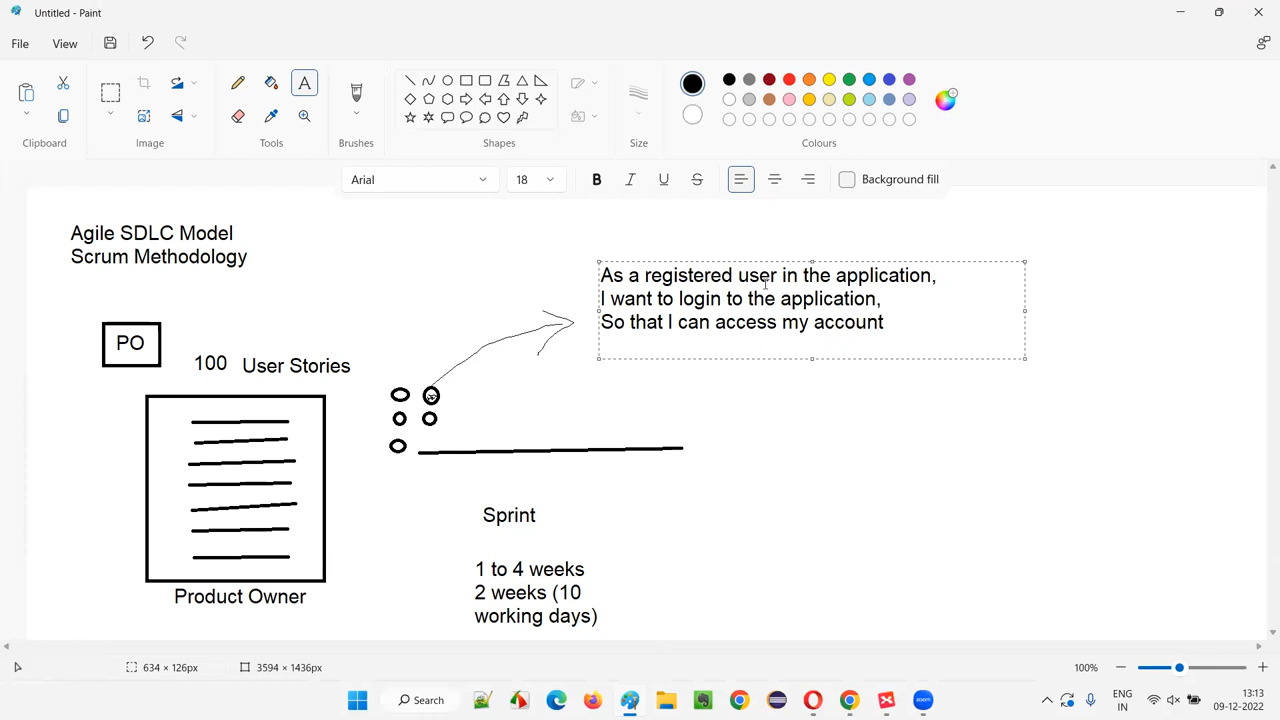 Untitled - Paint
File
View
Clipboard
Image
Tools
Brushes
Shapes
Size
Colours
Arial
18
B
I
U
S
Background fill
Agile SDLC Model
Scrum Methodology
As a registered user in the application,
I want to login to the application,
So that I can access my account
PO
100
User Stories
Sprint
1 to 4 weeks
2 weeks (10
working days)
Product Owner
634 × 126px
3594 × 1436px
100%
Search
zoom
ENG
IN
13:13
09-12-2022